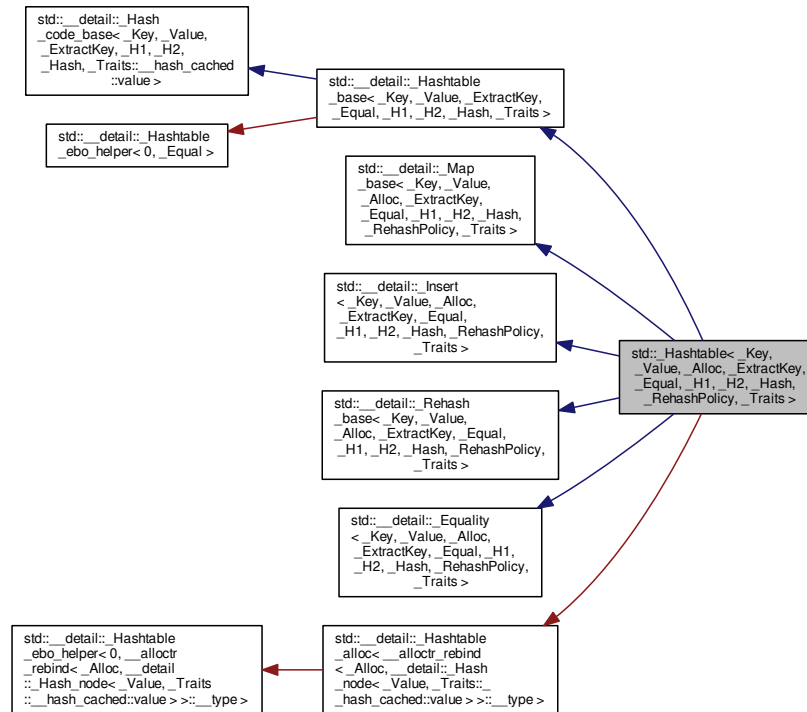 std::__detail::_Hash
_code_base< _Key, _Value,
_ExtractKey, _H1, _H2,
_Hash, _Traits::__hash_cached
::value >
std::__detail::_Hashtable
_base< _Key, _Value, _ExtractKey,
_Equal, _H1, _H2, _Hash, _Traits >
std::__detail::_Hashtable
_ebo_helper< 0, _Equal >
std::__detail::_Map
_base< _Key, _Value,
_Alloc, _ExtractKey,
_Equal, _H1, _H2, _Hash,
_RehashPolicy, _Traits >
std::__detail::_Insert
< _Key, _Value, _Alloc,
_ExtractKey, _Equal,
_H1, _H2, _Hash, _RehashPolicy,
_Traits >
std::_Hashtable< _Key,
_Value, _Alloc, _ExtractKey,
_Equal, _H1, _H2, _Hash,
_RehashPolicy, _Traits >
std::__detail::_Rehash
_base< _Key, _Value,
_Alloc, _ExtractKey, _Equal,
_H1, _H2, _Hash, _RehashPolicy,
_Traits >
std::__detail::_Equality
< _Key, _Value, _Alloc,
_ExtractKey, _Equal, _H1,
_H2, _Hash, _RehashPolicy,
_Traits >
std::__detail::_Hashtable
_ebo_helper< 0, __alloctr
_rebind< _Alloc, __detail
::_Hash_node< _Value, _Traits
::__hash_cached::value > >::__type >
std::__detail::_Hashtable
_alloc< __alloctr_rebind
< _Alloc, __detail::_Hash
_node< _Value, _Traits::_
_hash_cached::value > >::__type >